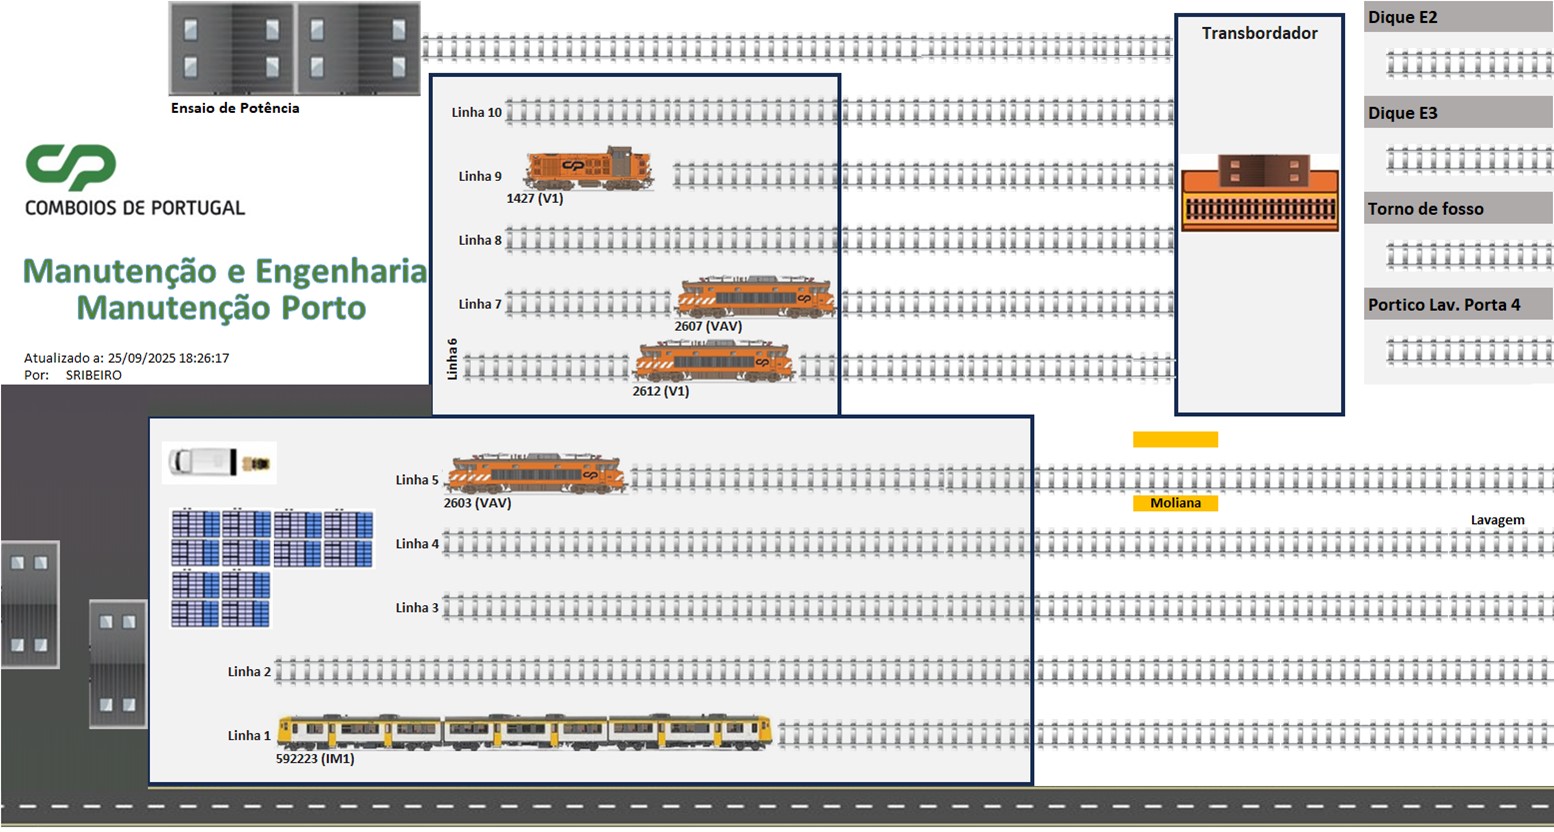 Ensaio de Potência
CP
COMBOIOS DE PORTUGAL
Manutenção e Engenharia
Manutenção Porto
Atualizado a: 25/09/2025 18:26:17
Por: SRIBEIRO
Transbordador
Dique E2
Dique E3
Torno de fosso
Portico Lav. Porta 4
Linha 10
Linha 9
1427 (V1)
Linha 8
Linha 7
2607 (VAV)
Linha 6
2612 (V1)
Linha 5
2603 (VAV)
Moliana
Lavagem
Linha 4
Linha 3
Linha 2
Linha 1
592223 (IM1)